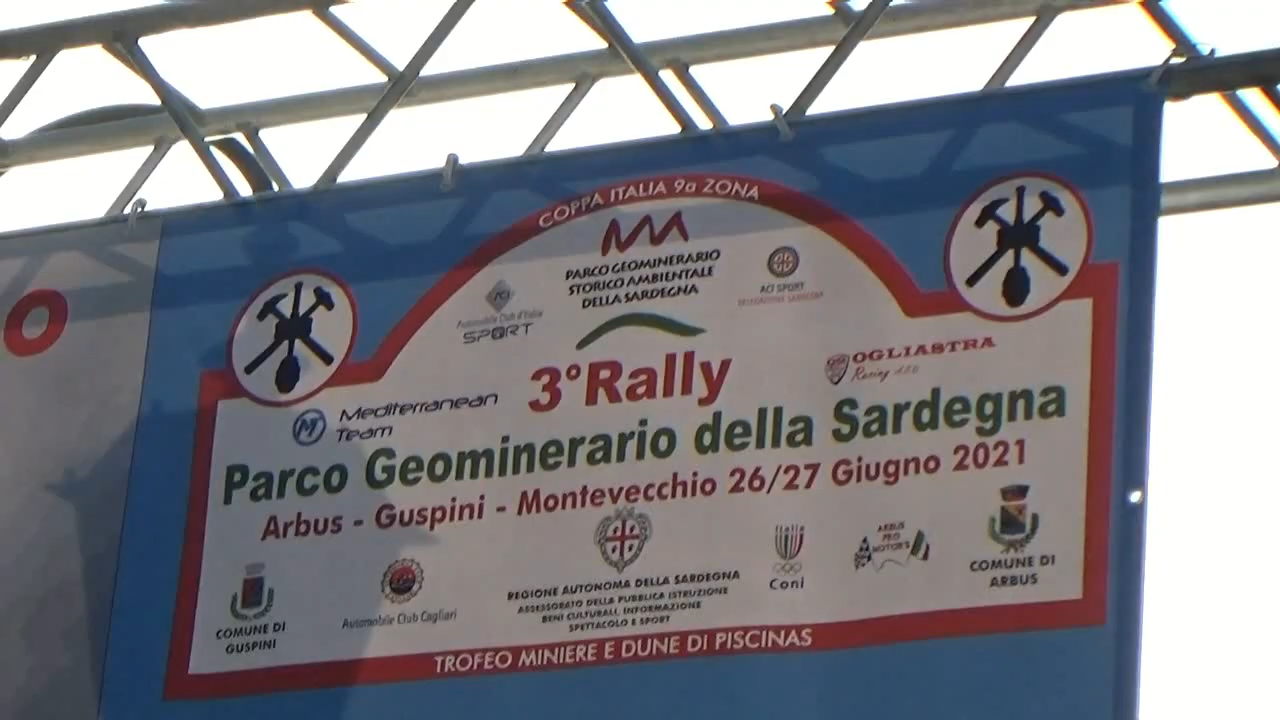 O
COPPA ITALIA 9a ZONA
PARCO GEOMINERARIO
STORICO AMBIENTALE
DELLA SARDEGNA
ACI
Automobile Club d'Italia
SPORT
ACI SPORT
DELEGAZIONE SARDEGNA
3°Rally
OGLIASTRA
Racing
Mediterranean
Team
Parco Geominerario della Sardegna
Arbus - Guspini - Montevecchio 26/27 Giugno 2021
COMUNE DI
GUSPINI
Automobile Club Cagliari
REGIONE AUTONOMA DELLA SARDEGNA
ASSESSORATO DELLA PUBBLICA ISTRUZIONE
BENI CULTURALI, INFORMAZIONE
SPETTACOLO E SPORT
Italia
Coni
ARBUS
PRO
MOTOR'S
COMUNE DI
ARBUS
TROFEO MINIERE E DUNE DI PISCINAS